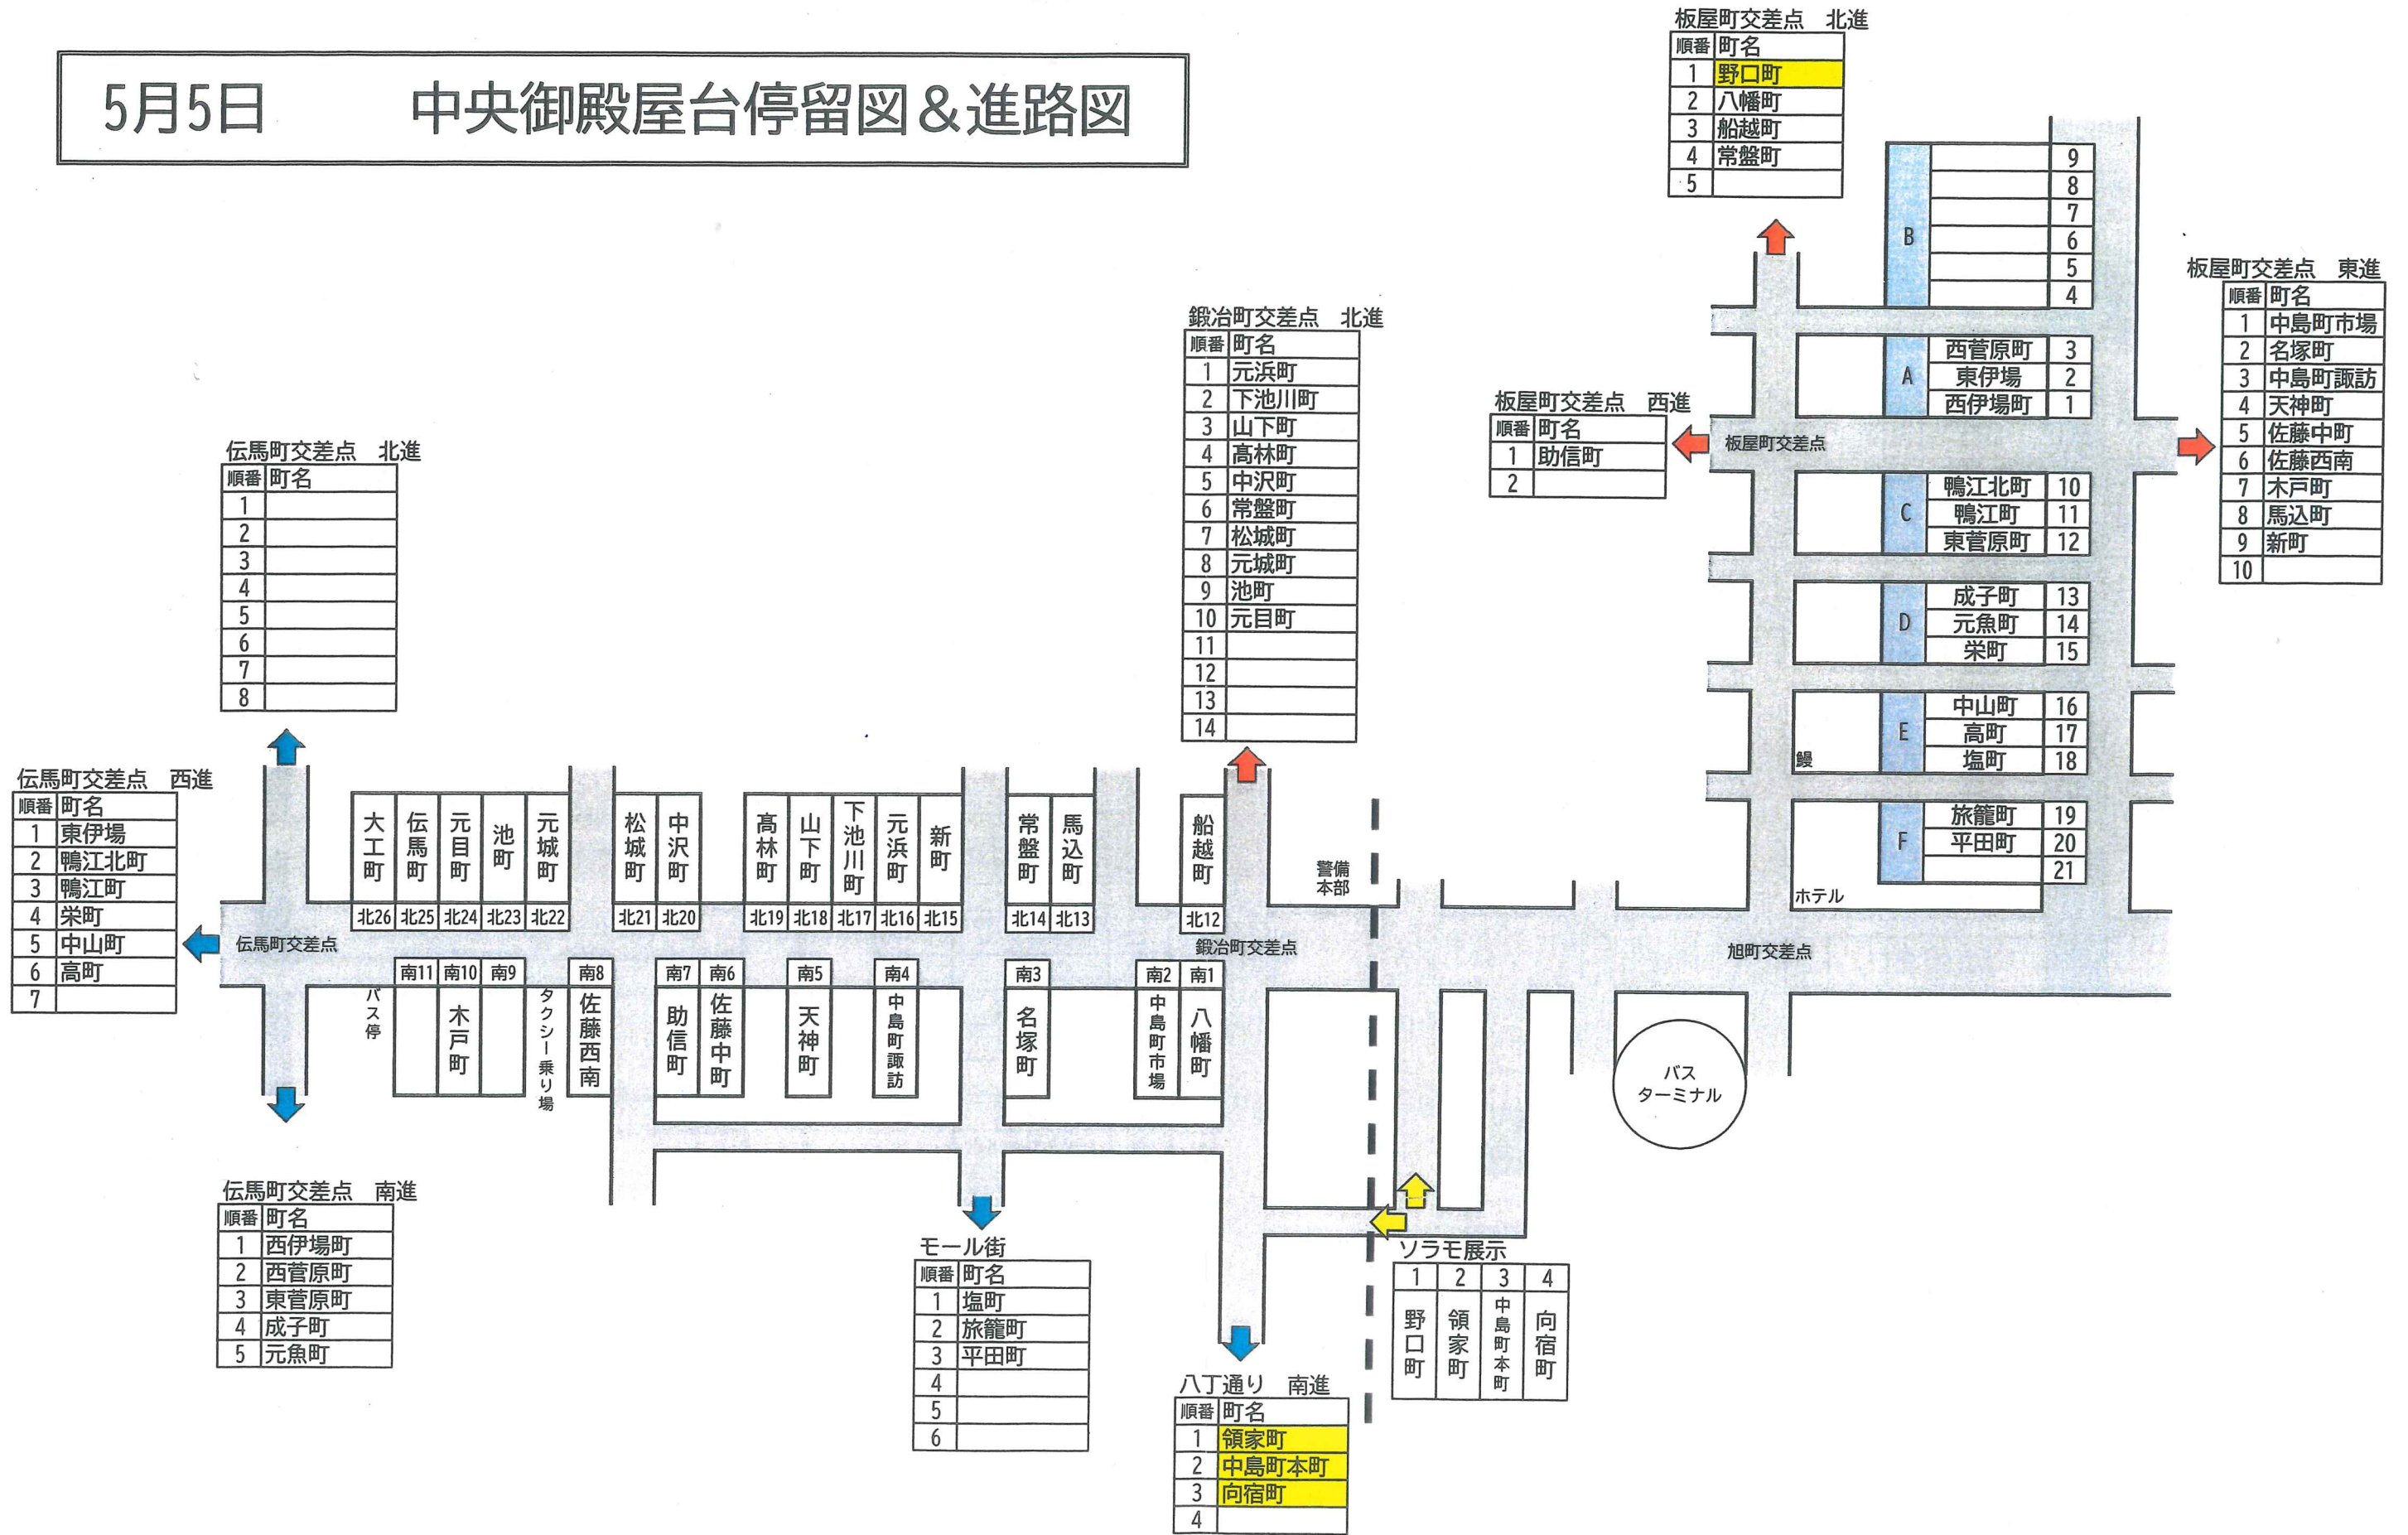 5月5日　中央御殿屋台停留図＆進路図
板屋町交差点　北進
順番 町名
1 野口町
2 八幡町
3 船越町
4 常盤町
5
B
9
8
7
6
5
4
A
西菅原町 3
東伊場 2
西伊場町 1
板屋町交差点　東進
順番 町名
1 中島町市場
2 名塚町
3 中島町諏訪
4 天神町
5 佐藤中町
6 佐藤西南
7 木戸町
8 馬込町
9 新町
10
板屋町交差点　西進
順番 町名
1 助信町
2
板屋町交差点
C
鴨江北町 10
鴨江町 11
東菅原町 12
D
成子町 13
元魚町 14
栄町 15
E
中山町 16
高町 17
塩町 18
鰻
F
旅籠町 19
平田町 20
21
ホテル
鍛冶町交差点　北進
順番 町名
1 元浜町
2 下池川町
3 山下町
4 髙林町
5 中沢町
6 常盤町
7 松城町
8 元城町
9 池町
10 元目町
11
12
13
14
伝馬町交差点　北進
順番 町名
1
2
3
4
5
6
7
8
伝馬町交差点　西進
順番 町名
1 東伊場
2 鴨江北町
3 鴨江町
4 栄町
5 中山町
6 高町
7
大工町
伝馬町
元目町
池町
元城町
松城町
中沢町
髙林町
山下町
下池川町
元浜町
新町
常盤町
馬込町
船越町
警備
本部
北26 北25 北24 北23 北22 北21 北20 北19 北18 北17 北16 北15 北14 北13 北12
伝馬町交差点
鍛冶町交差点
旭町交差点
南11 南10 南9 南8 南7 南6 南5 南4 南3 南2 南1
バス停
木戸町
タクシー乗り場
佐藤西南
助信町
佐藤中町
天神町
中島町諏訪
名塚町
中島町市場
八幡町
バス
ターミナル
伝馬町交差点　南進
順番 町名
1 西伊場町
2 西菅原町
3 東菅原町
4 成子町
5 元魚町
モール街
順番 町名
1 塩町
2 旅籠町
3 平田町
4
5
6
ソラモ展示
1 2 3 4
野口町
領家町
中島町本町
向宿町
八丁通り　南進
順番 町名
1 領家町
2 中島町本町
3 向宿町
4